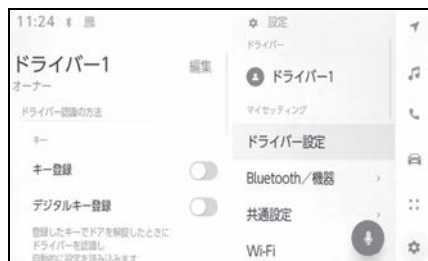 11:24
ドライバー1
編集
オーナー
ドライバー認識の方法
キー
キー登録
デジタルキー登録
登録したキーでドアを解錠したときに
ドライバーを認識し
自動的に設定を読み込みます
設定
ドライバー
ドライバー1
マイセッティング
ドライバー設定
Bluetooth／機器
共通設定
Wi-Fi